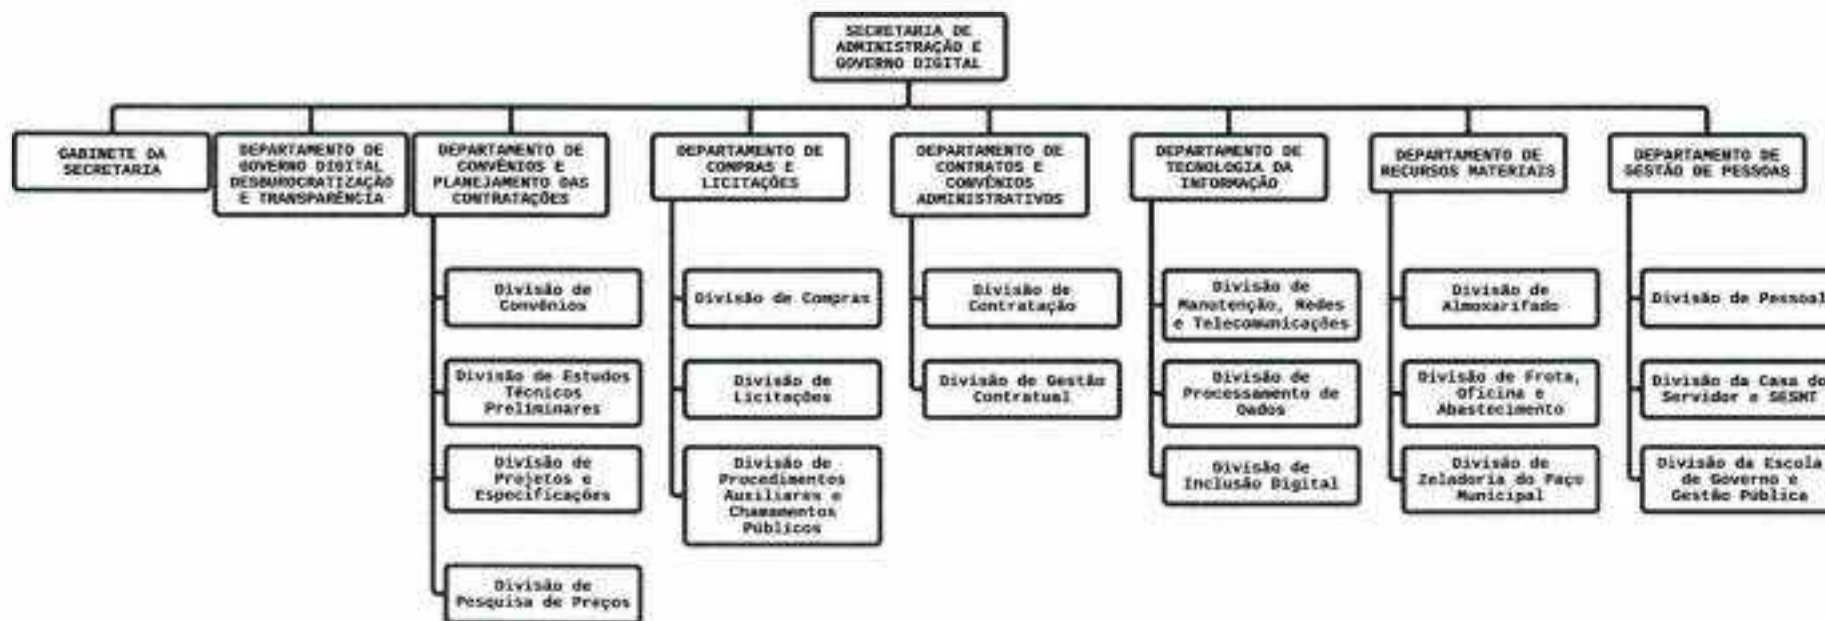 SECRETARIA DE
ADMINISTRAÇÃO E
GOVERNO DIGITAL
GABINETE DA
SECRETARIA
DEPARTAMENTO DE
GOVERNO DIGITAL
DESBUROCRATIZAÇÃO
E TRANSPARÊNCIA
DEPARTAMENTO DE
CONVÊNIOS E
PLANEJAMENTO DAS
CONTRATAÇÕES
DEPARTAMENTO DE
COMPRAS E
LICITAÇÕES
DEPARTAMENTO DE
CONTRATOS E
CONVÊNIOS
ADMINISTRATIVOS
DEPARTAMENTO DE
TECNOLOGIA DA
INFORMAÇÃO
DEPARTAMENTO DE
RECURSOS MATERIAIS
DEPARTAMENTO DE
GESTÃO DE PESSOAS
Divisão de
Convênios
Divisão de Estudos
Técnicos
Preliminares
Divisão de
Projetos e
Especificações
Divisão de
Pesquisa de Preços
Divisão de Compras
Divisão de
Licitações
Divisão de
Procedimentos
Auxiliares e
Chamamentos
Públicos
Divisão de
Contratação
Divisão de Gestão
Contratual
Divisão de
Manutenção, Redes
e Telecomunicações
Divisão de
Processamento de
Dados
Divisão de
Inclusão Digital
Divisão de
Almoxarifado
Divisão de Frota,
Oficina e
Abastecimento
Divisão de
Zeladoria do Paço
Municipal
Divisão de Pessoal
Divisão da Casa do
Servidor e SESMT
Divisão da Escola
de Governo e
Gestão Pública